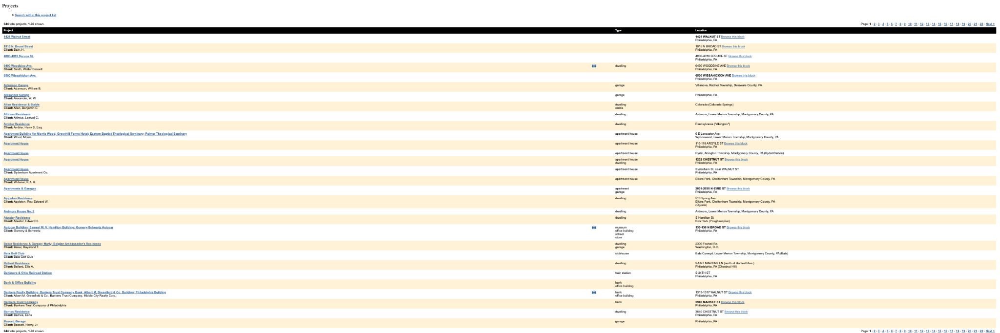 Projects
> Search within this project list
644 total projects, 1-30 shown.
Page: 1 · 2 · 3 · 4 · 5 · 6 · 7 · 8 · 9 · 10 · 11 · 12 · 13 · 14 · 15 · 16 · 17 · 18 · 19 · 20 · 21 · 22 · Next >
Project Type Location
1421 Walnut Street 1421 WALNUT ST Browse this block
Philadelphia, PA
1915 N. Broad Street 1915 N BROAD ST Browse this block
Client: Bain, H. Philadelphia, PA
4000-4016 Spruce St. 4000-4016 SPRUCE ST Browse this block
Philadelphia, PA
6490 Woodbine Ave. dwelling 6490 WOODBINE AVE Browse this block
Client: Smith, Walter Bassett Philadelphia, PA
6500 Wissahickon Ave. 6500 WISSAHICKON AVE Browse this block
Philadelphia, PA
Adamson Garage garage Villanova, Radnor Township, Delaware County, PA
Client: Adamson, William B.
Alexander Garage garage Philadelphia, PA
Client: Alexander, W. W.
Allen Residence & Stable dwelling Colorado (Colorado Springs)
Client: Allen, Benjamin C. stable
Altimus Residence dwelling Ardmore, Lower Merion Township, Montgomery County, PA
Client: Altimus, Lemuel C.
Ambler Residence dwelling Pennsylvania ("Abington")
Client: Ambler, Harry S. Esq.
Apartment Building for Morris Wood; Greenhill Farms Hotel; Eastern Baptist Theological Seminary; Palmer Theological Seminary apartment house 6 E Lancaster Ave
Client: Wood, Morris Wynnewood, Lower Merion Township, Montgomery County, PA
Apartment House apartment house 116-118 ARGYLE ST Browse this block
Philadelphia, PA
Apartment House apartment house Rydal, Abington Township, Montgomery County, PA (Rydal Station)
Apartment House apartment house 1232 CHESTNUT ST Browse this block
dwelling Philadelphia, PA
Apartment House apartment house Sydenham St. near WALNUT ST
Client: Sydenham Apartment Co. Philadelphia, PA
Apartment House apartment house Elkins Park, Cheltenham Township, Montgomery County, PA
Client: Widener, P. A. B.
Apartments & Garages apartment 2031-2035 N 63RD ST Browse this block
garage Philadelphia, PA
Appleton Residence dwelling 513 Spring Ave
Client: Appleton, Rev. Edward W. Elkins Park, Cheltenham Township, Montgomery County, PA
(Ogontz)
Ardmore House No. 2 dwelling Ardmore, Lower Merion Township, Montgomery County, PA
Atwater Residence dwelling S Hamilton St
Client: Atwater, Edward S. New York (Poughkeepsie)
Autocar Building; Samuel M. V. Hamilton Building; Gomery-Schwartz Autocar museum 130-136 N BROAD ST Browse this block
Client: Gomery & Schwartz office building Philadelphia, PA
school
store
Baker Residence & Garage; Marly; Belgian Ambassador's Residence dwelling 2300 Foxhall Rd.
Client: Baker, Raymond T. garage Washington, D.C.
Bala Golf Club clubhouse Bala Cynwyd, Lower Merion Township, Montgomery County, PA (Bala)
Client: Bala Golf Club
Ballard Residence dwelling SAINT MARTINS LN (north of Hartwell Ave.)
Client: Ballard, Ellis A. Philadelphia, PA (Chestnut Hill)
Baltimore & Ohio Railroad Station train station S 24TH ST
Philadelphia, PA
Bank & Office Building bank
office building
Bankers Realty Building; Bankers Trust Company Bank; Albert M. Greenfield & Co. Building; Philadelphia Building bank 1313-1317 WALNUT ST Browse this block
Client: Albert M. Greenfield & Co.; Bankers Trust Company; Middle City Realty Corp. office building Philadelphia, PA
Bankers Trust Company bank 5946 MARKET ST Browse this block
Client: Bankers Trust Company of Philadelphia Philadelphia, PA
Barnes Residence dwelling 3640 CHESTNUT ST Browse this block
Client: Barnes, Earle Philadelphia, PA
Bassett Garage garage Philadelphia, PA
Client: Bassett, Henry, Jr.
644 total projects, 1-30 shown.
Page: 1 · 2 · 3 · 4 · 5 · 6 · 7 · 8 · 9 · 10 · 11 · 12 · 13 · 14 · 15 · 16 · 17 · 18 · 19 · 20 · 21 · 22 · Next >